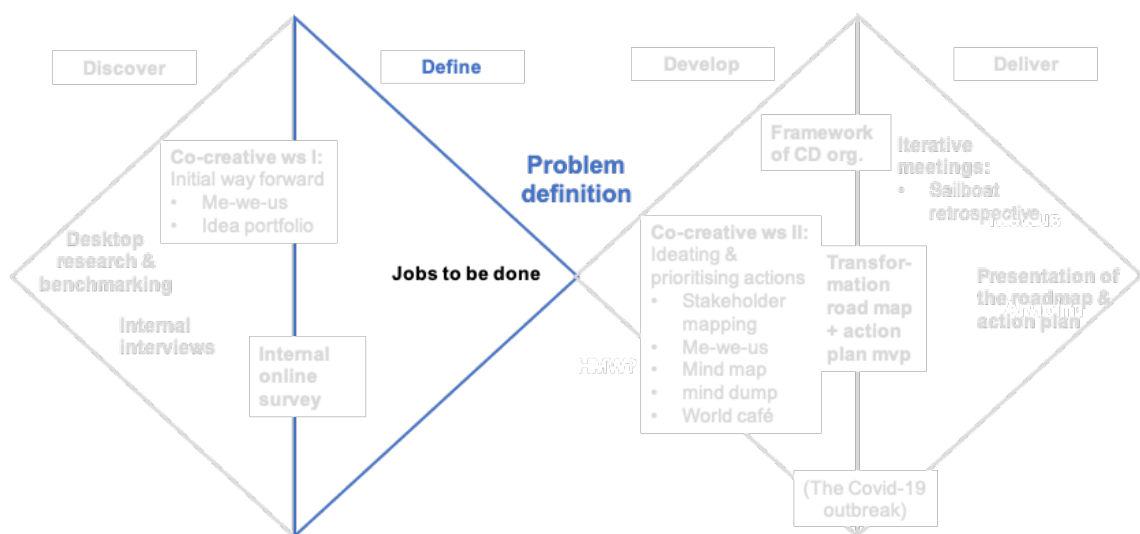 Discover
Define
Develop
Deliver
Co-creative ws I:
Initial way forward
• Me-we-us
• Idea portfolio
Desktop
research &
benchmarking
Internal
interviews
Internal
online
survey
Jobs to be done
Problem
definition
HMW?
Framework
of CD org.
Co-creative ws II:
Ideating &
prioritising actions
• Stakeholder
mapping
• Me-we-us
• Mind map
• mind dump
• World café
Transfor-
mation
road map
+ action
plan mvp
Iterative
meetings:
• Sailboat
retrospective
Presentation of
the roadmap &
action plan
(The Covid-19
outbreak)